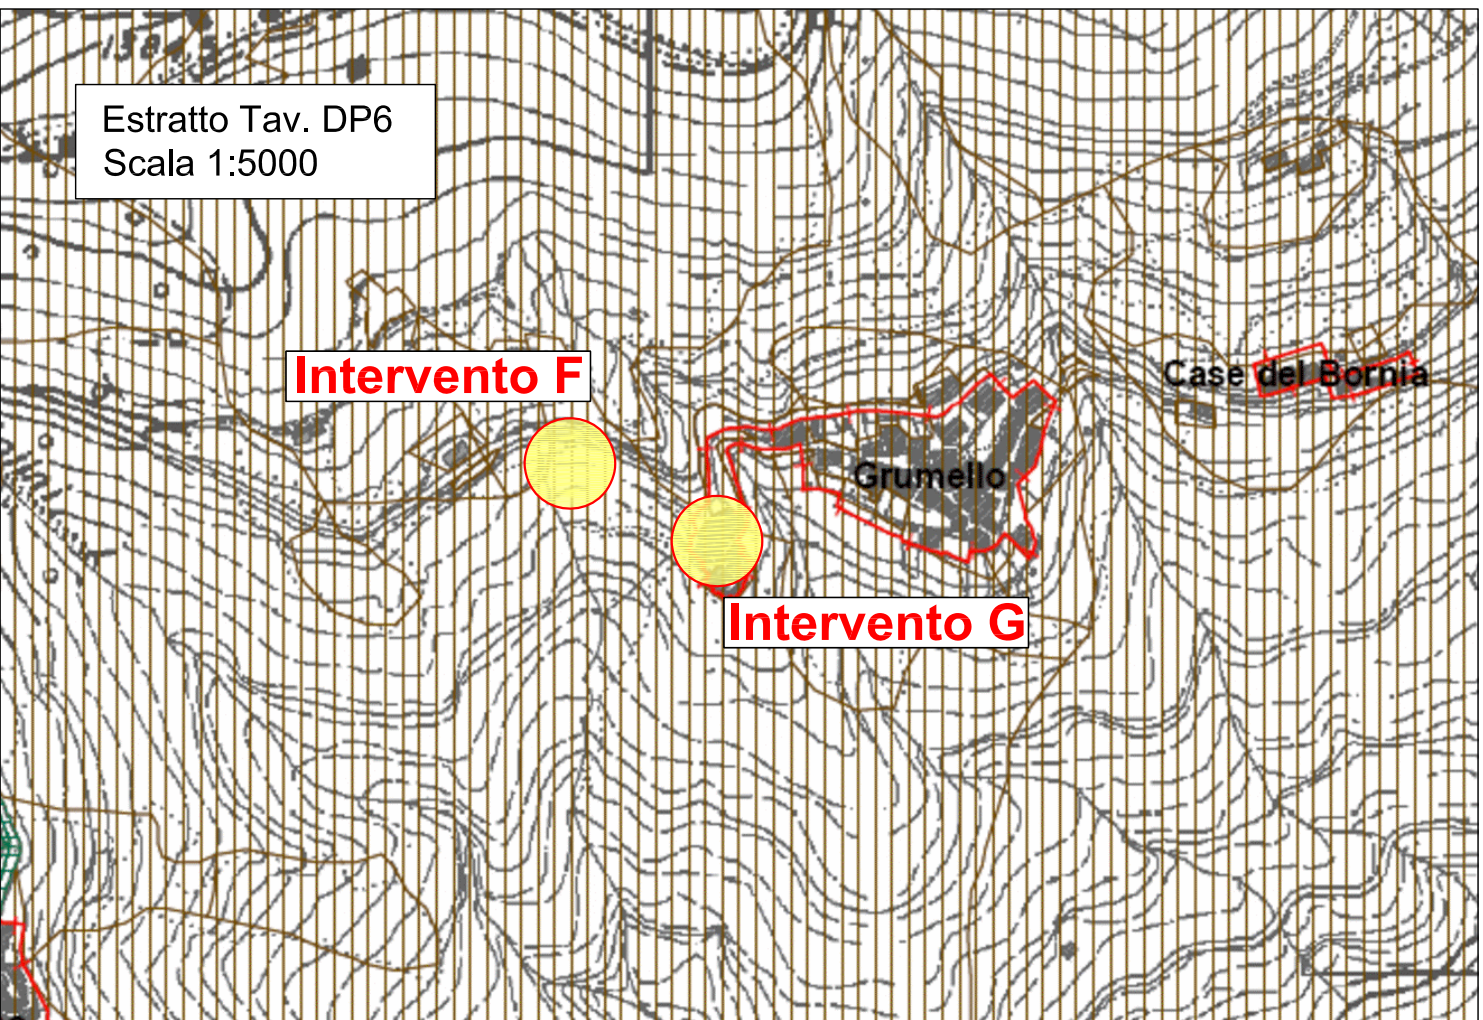 Estratto Tav. DP6
Scala 1:5000
Intervento F
Case del Bornia
Grumello
Intervento G